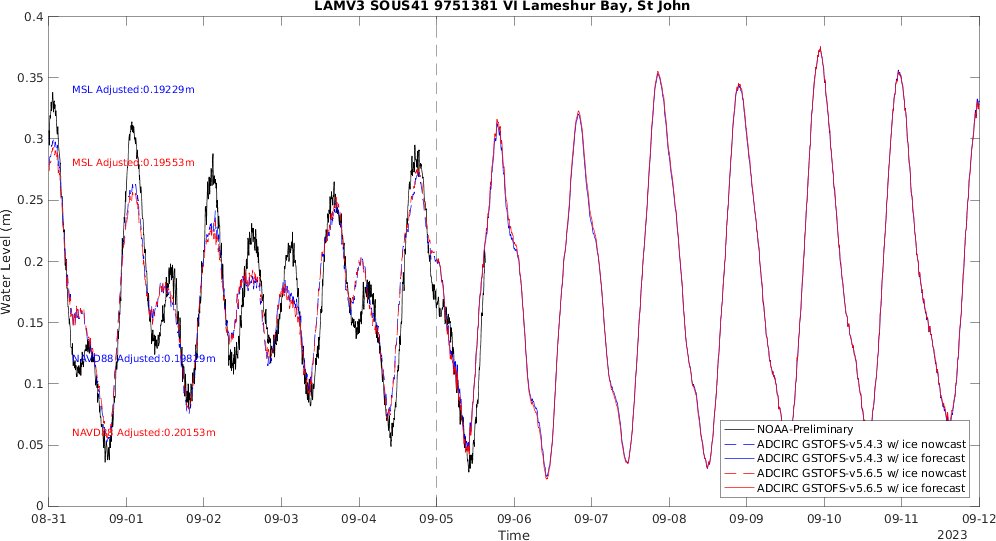 LAMV3 SOUS41 9751381 VI Lameshur Bay, St John
0.4
0.35
0.3
0.25
0.2
0.15
0.1
0.05
0
Water Level (m)
MSL Adjusted:0.19229m
MSL Adjusted:0.19553m
NAVD88 Adjusted:0.19829m
NAVD88 Adjusted:0.20153m
NOAA-Preliminary
ADCIRC GSTOFS-v5.4.3 w/ ice nowcast
ADCIRC GSTOFS-v5.4.3 w/ ice forecast
ADCIRC GSTOFS-v5.6.5 w/ ice nowcast
ADCIRC GSTOFS-v5.6.5 w/ ice forecast
08-31 09-01 09-02 09-03 09-04 09-05 09-06 09-07 09-08 09-09 09-10 09-11 09-12
Time
2023